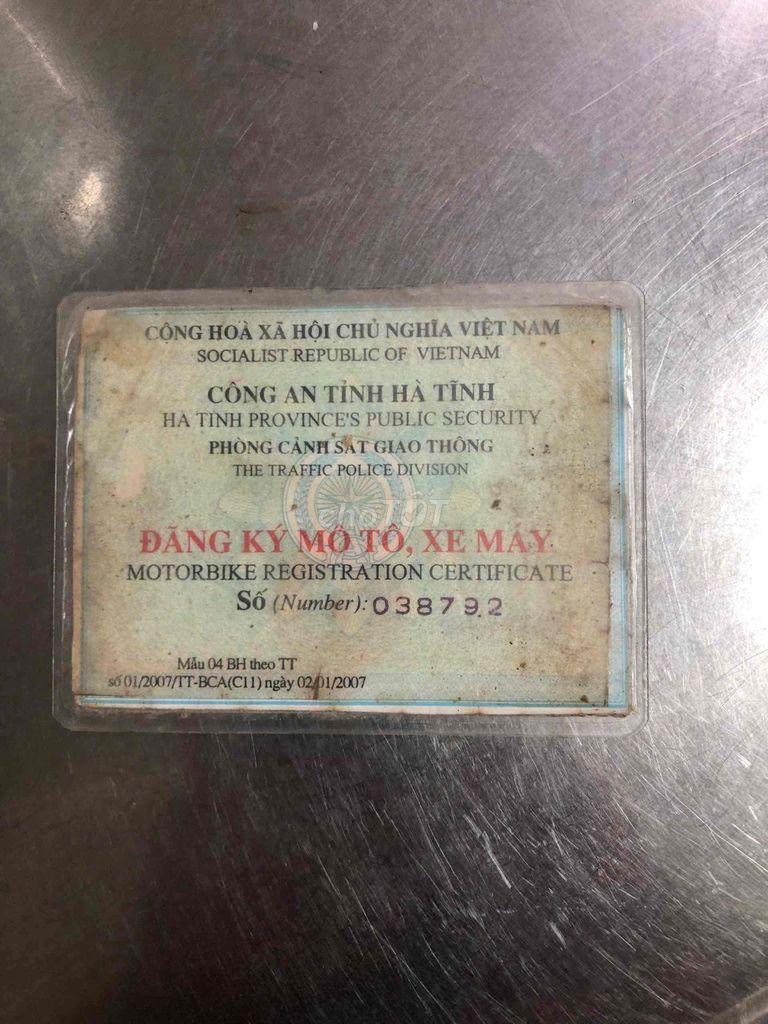 CỘNG HOÀ XÃ HỘI CHỦ NGHĨA VIỆT NAM
SOCIALIST REPUBLIC OF VIETNAM
CÔNG AN TỈNH HÀ TĨNH
HA TINH PROVINCE'S PUBLIC SECURITY
PHÒNG CẢNH SÁT GIAO THÔNG
THE TRAFFIC POLICE DIVISION
chợ TỐT
ĐĂNG KÝ MÔ TÔ, XE MÁY
MOTORBIKE REGISTRATION CERTIFICATE
Số (Number): 038792
Mẫu 04 BH theo TT
số 01/2007/TT-BCA(C11) ngày 02/01/2007